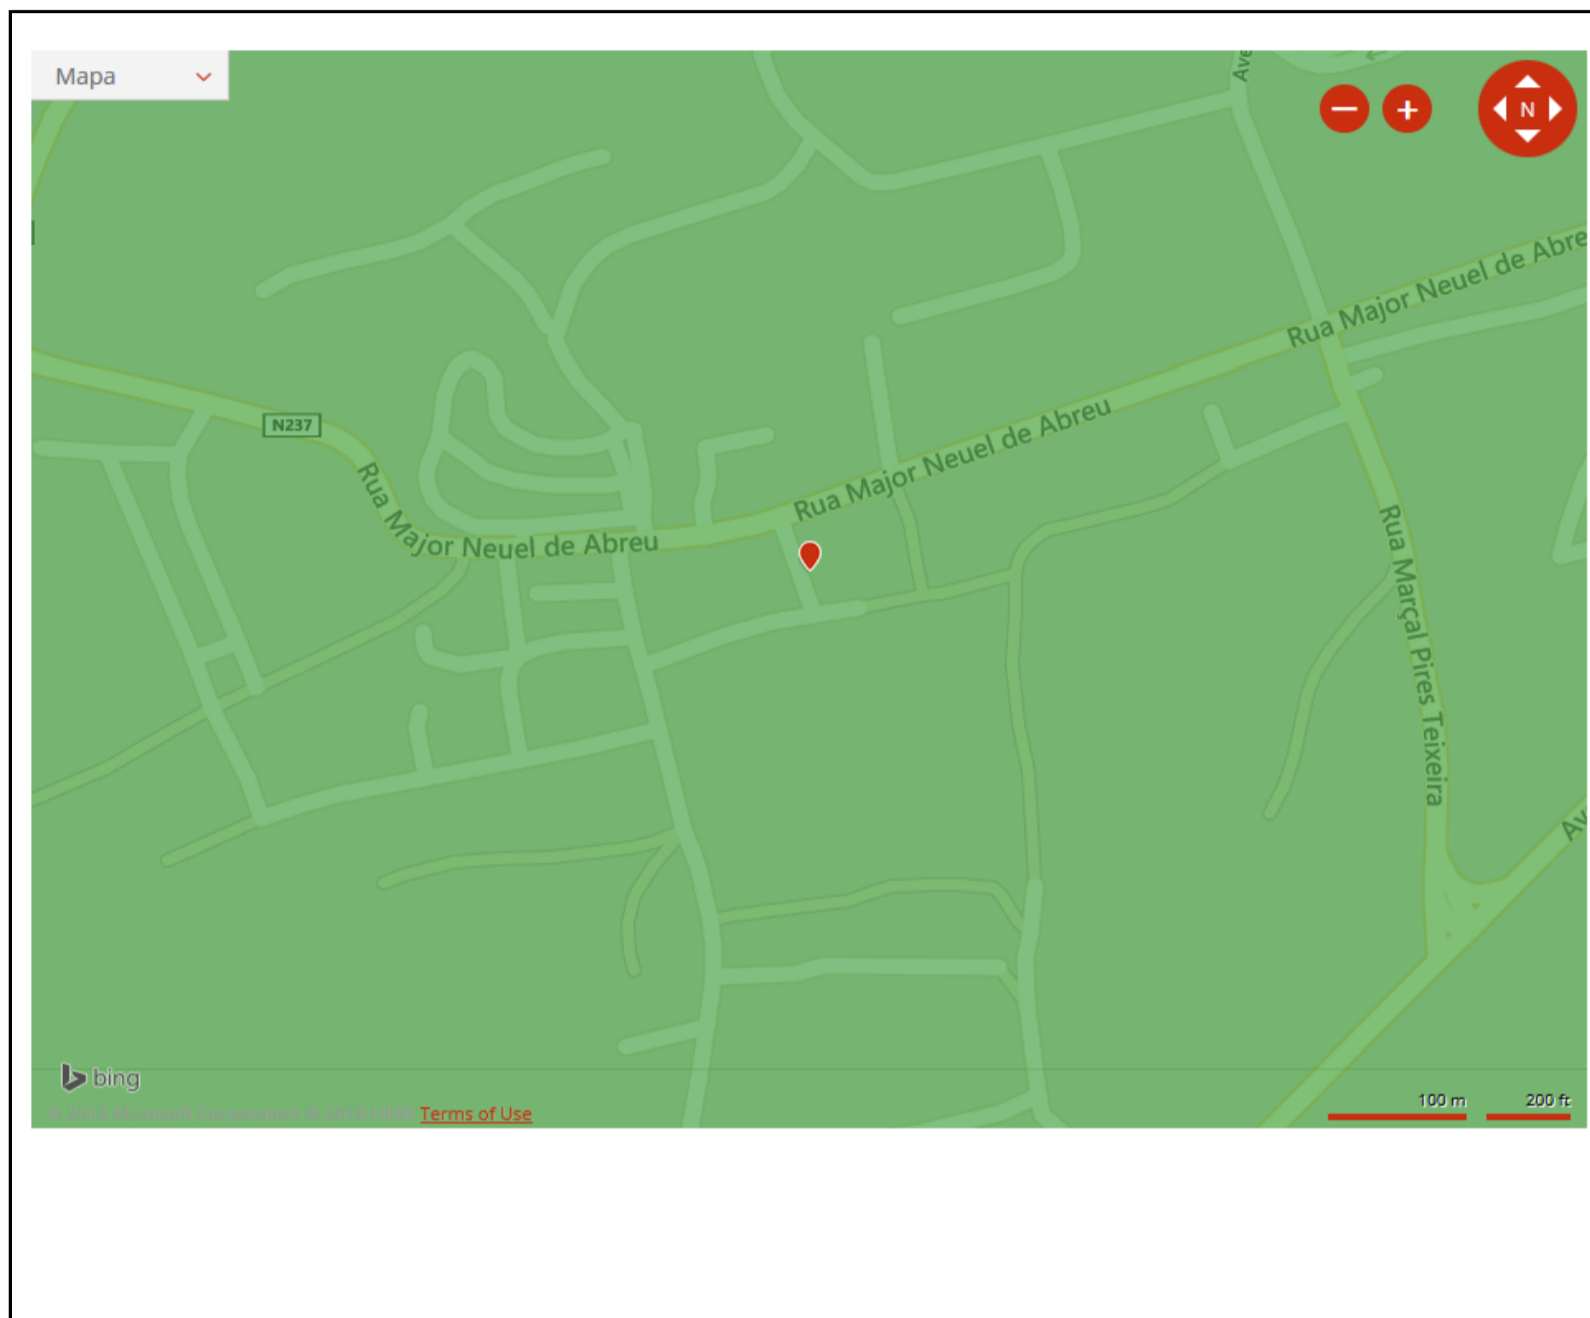 Mapa
Ave
N
Rua Major Neuel de Abre
N237
Rua Major Neuel de Abreu
Rua Major Neuel de Abreu
Rua Marçal Pires Teixeira
Av
bing
Terms of Use
100 m
200 ft